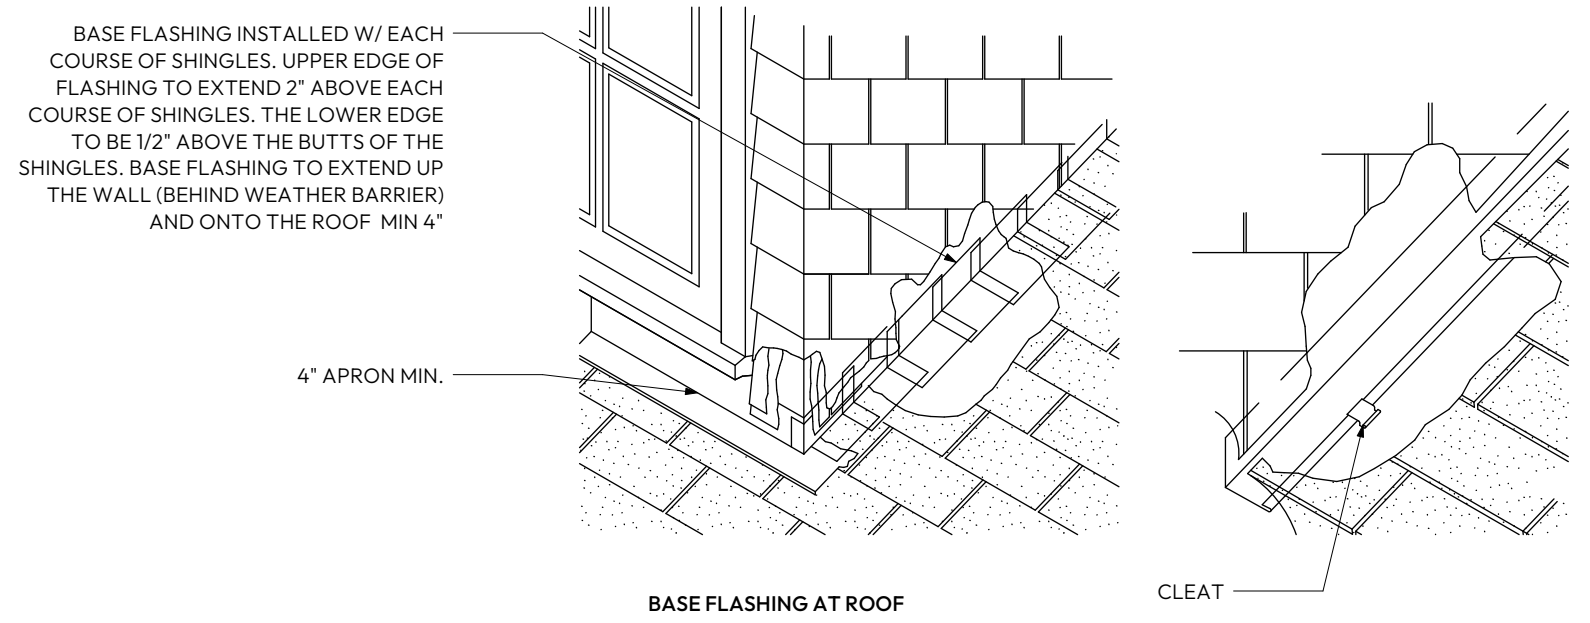 BASE FLASHING INSTALLED W/ EACH
COURSE OF SHINGLES. UPPER EDGE OF
FLASHING TO EXTEND 2" ABOVE EACH
COURSE OF SHINGLES. THE LOWER EDGE
TO BE 1/2" ABOVE THE BUTTS OF THE
SHINGLES. BASE FLASHING TO EXTEND UP
THE WALL (BEHIND WEATHER BARRIER)
AND ONTO THE ROOF  MIN 4"
4" APRON MIN.
CLEAT
BASE FLASHING AT ROOF